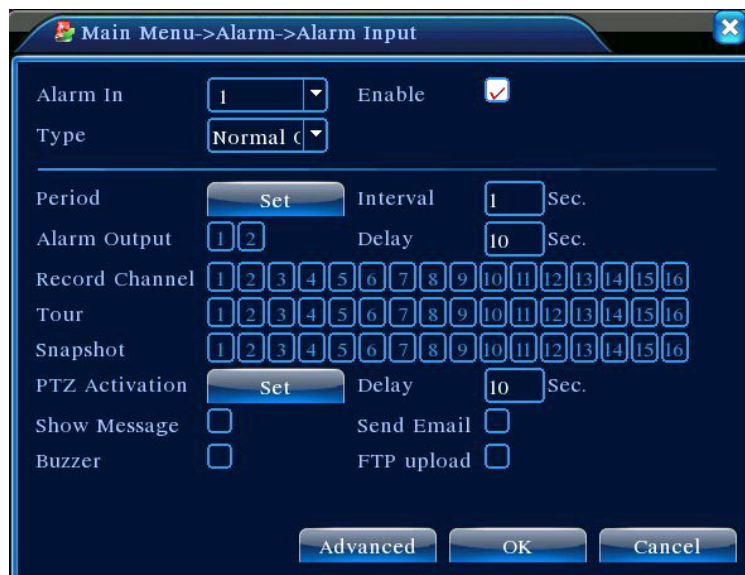 Main Menu->Alarm->Alarm Input
Alarm In 1 Enable
Type Normal
Period Set Interval 1 Sec.
Alarm Output 1 2 Delay 10 Sec.
Record Channel 1 2 3 4 5 6 7 8 9 10 11 12 13 14 15 16
Tour 1 2 3 4 5 6 7 8 9 10 11 12 13 14 15 16
Snapshot 1 2 3 4 5 6 7 8 9 10 11 12 13 14 15 16
PTZ Activation Set Delay 10 Sec.
Show Message Send Email
Buzzer FTP upload
Advanced OK Cancel